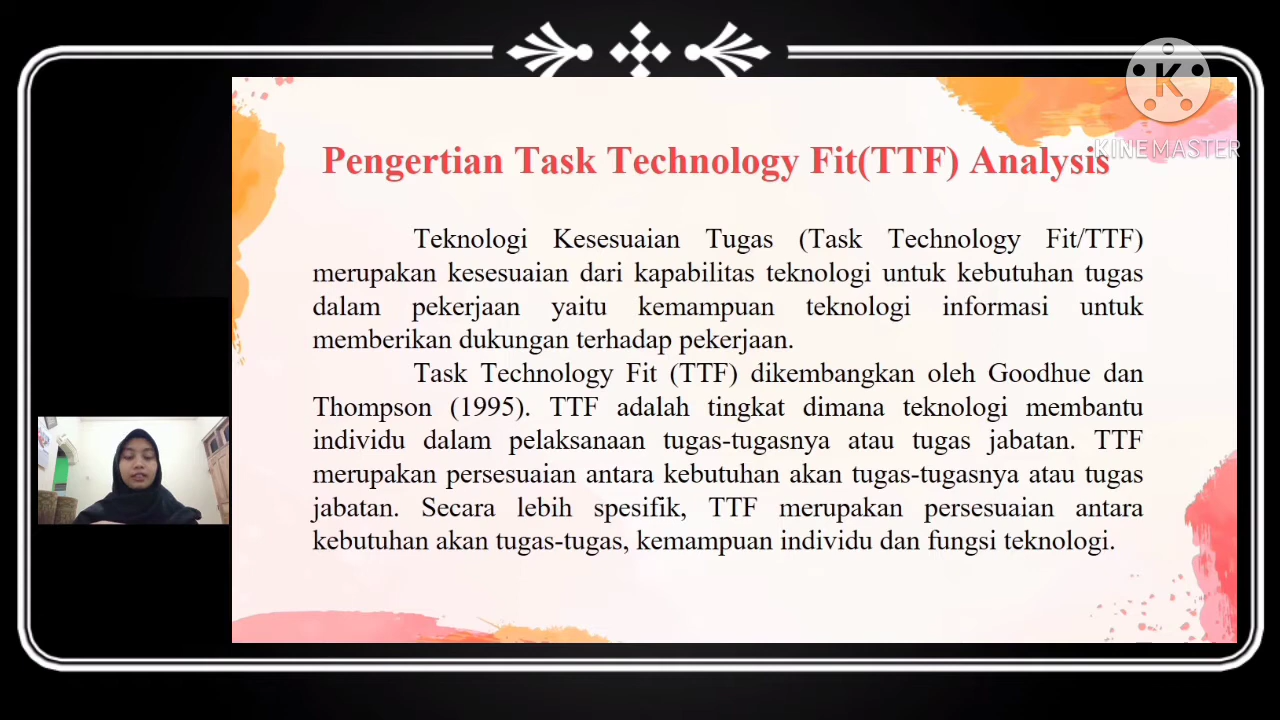 Pengertian Task Technology Fit(TTF) Analysis
Teknologi Kesesuaian Tugas (Task Technology Fit/TTF)
merupakan kesesuaian dari kapabilitas teknologi untuk kebutuhan tugas
dalam pekerjaan yaitu kemampuan teknologi informasi untuk
memberikan dukungan terhadap pekerjaan.
Task Technology Fit (TTF) dikembangkan oleh Goodhue dan
Thompson (1995). TTF adalah tingkat dimana teknologi membantu
individu dalam pelaksanaan tugas-tugasnya atau tugas jabatan. TTF
merupakan persesuaian antara kebutuhan akan tugas-tugasnya atau tugas
jabatan. Secara lebih spesifik, TTF merupakan persesuaian antara
kebutuhan akan tugas-tugas, kemampuan individu dan fungsi teknologi.
K
KINEMASTER